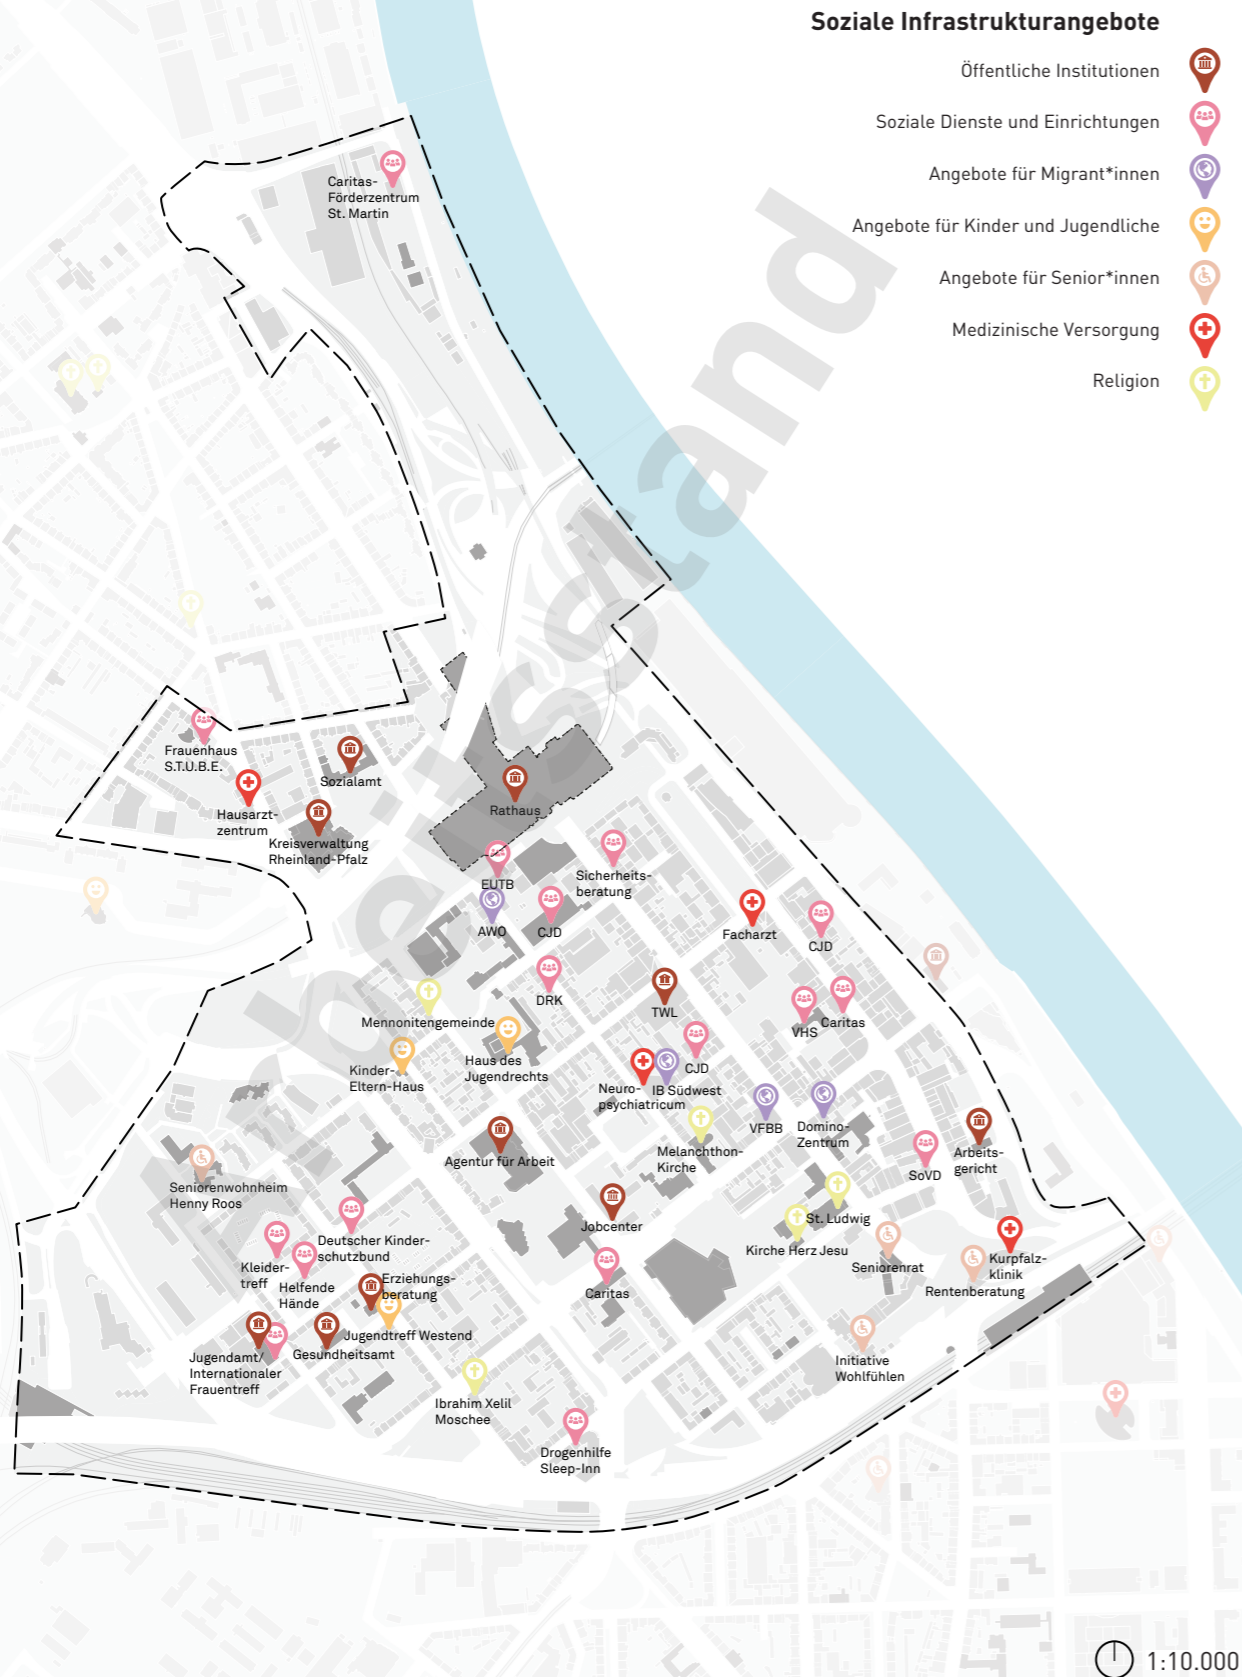 Soziale Infrastrukturangebote
Öffentliche Institutionen
Soziale Dienste und Einrichtungen
Angebote für Migrant*innen
Angebote für Kinder und Jugendliche
Angebote für Senior*innen
Medizinische Versorgung
Religion
Caritas-
Förderzentrum
St. Martin
Frauenhaus
S.T.U.B.E.
Sozialamt
Hausarzt-
zentrum
Kreisverwaltung
Rheinland-Pfalz
Rathaus
EUTB
Sicherheits-
beratung
AWO
CJD
Facharzt
CJD
DRK
TWL
VHS
Caritas
Mennonitengemeinde
Kinder-
Eltern-Haus
Haus des
Jugendrechts
CJD
Neuro-
psychiatricum
IB Südwest
VFBB
Domino-
Zentrum
Melanchthon-
Kirche
Agentur für Arbeit
SoVD
Arbeits-
gericht
Seniorenwohnheim
Henny Roos
Jobcenter
St. Ludwig
Kirche Herz Jesu
Deutscher Kinder-
schutzbund
Kleider-
treff
Helfende
Hände
Seniorenrat
Kurpfalz-
klinik
Rentenberatung
Erziehungs-
beratung
Caritas
Jugendtreff Westend
Gesundheitsamt
Jugendamt/
Internationaler
Frauentreff
Initiative
Wohlfühlen
Ibrahim Xelil
Moschee
Drogenhilfe
Sleep-Inn
beitsstand
1:10.000